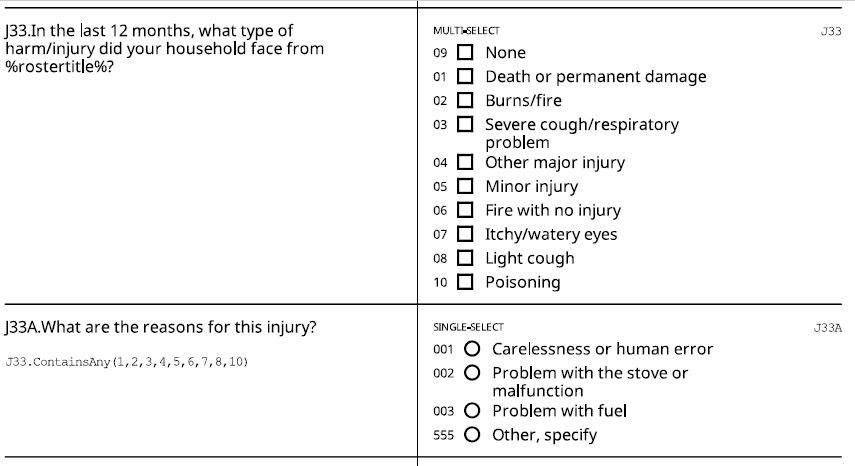 J33.In the last 12 months, what type of
harm/injury did your household face from
%rostertitle%?
MULTI-SELECT
J33
09 None
01 Death or permanent damage
02 Burns/fire
03 Severe cough/respiratory
problem
04 Other major injury
05 Minor injury
06 Fire with no injury
07 Itchy/watery eyes
08 Light cough
10 Poisoning
J33A.What are the reasons for this injury?
J33.ContainsAny(1,2,3,4,5,6,7,8,10)
SINGLE-SELECT
J33A
001 Carelessness or human error
002 Problem with the stove or
malfunction
003 Problem with fuel
555 Other, specify